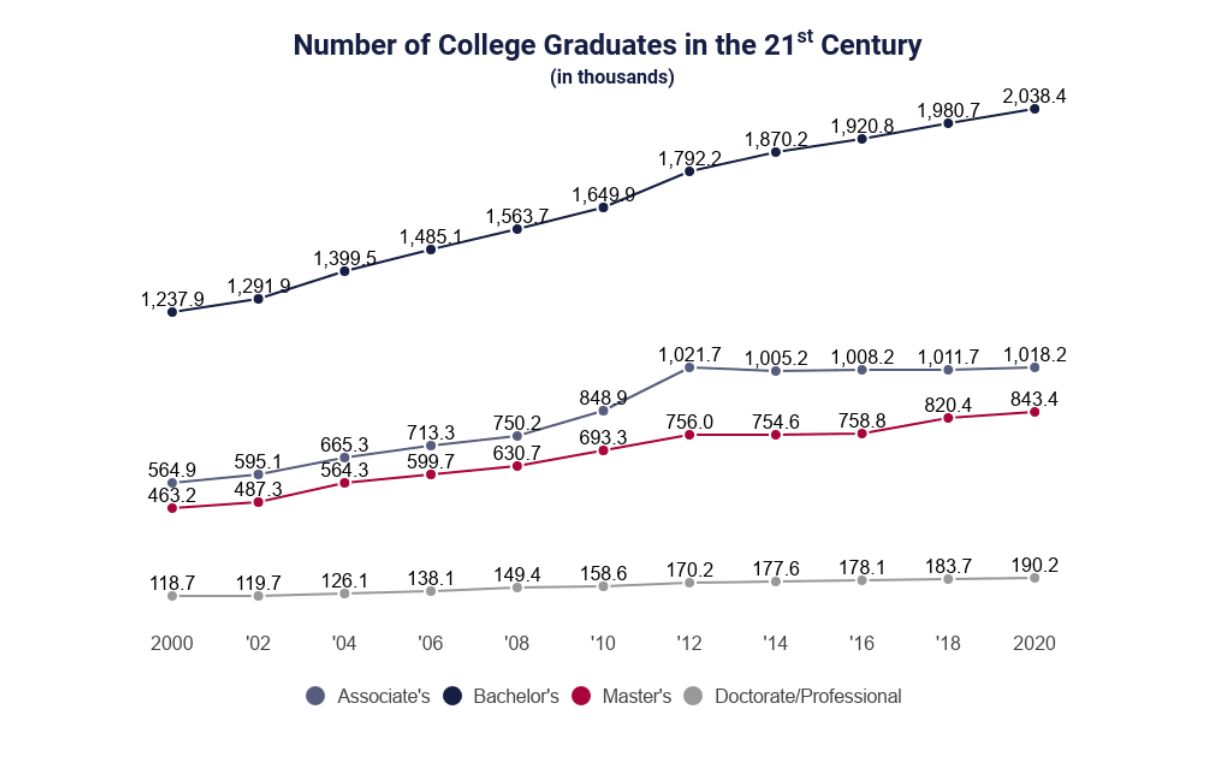 Number of College Graduates in the 21st Century
(in thousands)
1,237.9 1,291.9 1,399.5 1,485.1 1,563.7 1,649.9 1,792.2 1,870.2 1,920.8 1,980.7 2,038.4
564.9 595.1 665.3 713.3 750.2 848.9 1,021.7 1,005.2 1,008.2 1,011.7 1,018.2
463.2 487.3 564.3 599.7 630.7 693.3 756.0 754.6 758.8 820.4 843.4
118.7 119.7 126.1 138.1 149.4 158.6 170.2 177.6 178.1 183.7 190.2
2000 '02 '04 '06 '08 '10 '12 '14 '16 '18 2020
Associate's Bachelor's Master's Doctorate/Professional